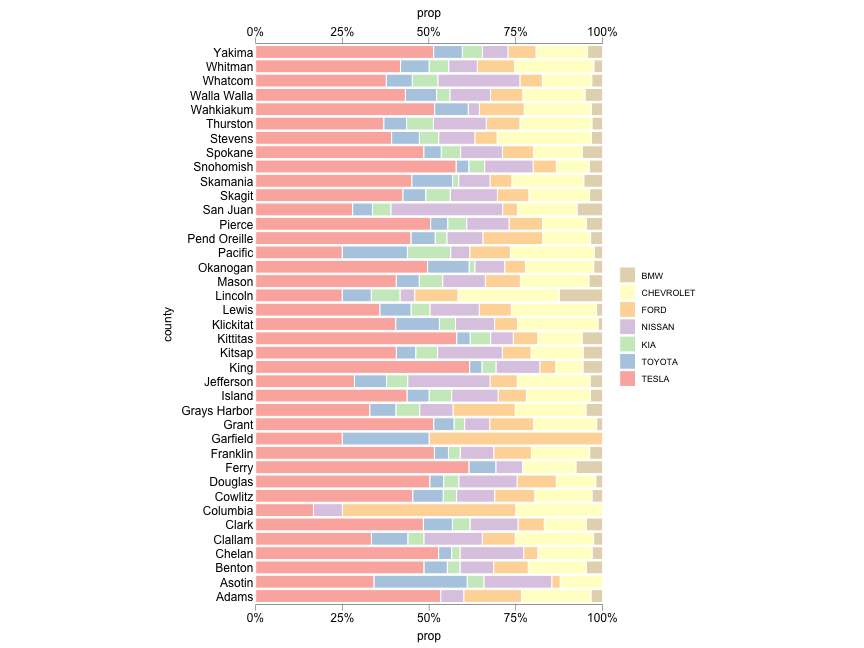 prop
0% 25% 50% 75% 100%
Yakima
Whitman
Whatcom
Walla Walla
Wahkiakum
Thurston
Stevens
Spokane
Snohomish
Skamania
Skagit
San Juan
Pierce
Pend Oreille
Pacific
Okanogan
Mason
Lincoln
Lewis
Klickitat
Kittitas
Kitsap
King
Jefferson
Island
Grays Harbor
Grant
Garfield
Franklin
Ferry
Douglas
Cowlitz
Columbia
Clark
Clallam
Chelan
Benton
Asotin
Adams
county
0% 25% 50% 75% 100%
prop
BMW
CHEVROLET
FORD
NISSAN
KIA
TOYOTA
TESLA